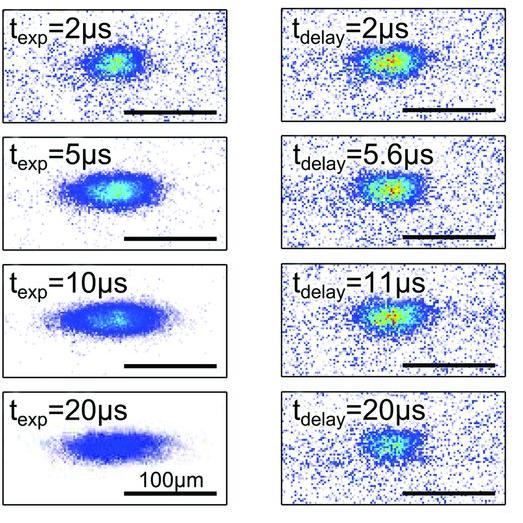 t_exp=2μs
t_delay=2μs
t_exp=5μs
t_delay=5.6μs
t_exp=10μs
t_delay=11μs
t_exp=20μs
100μm
t_delay=20μs